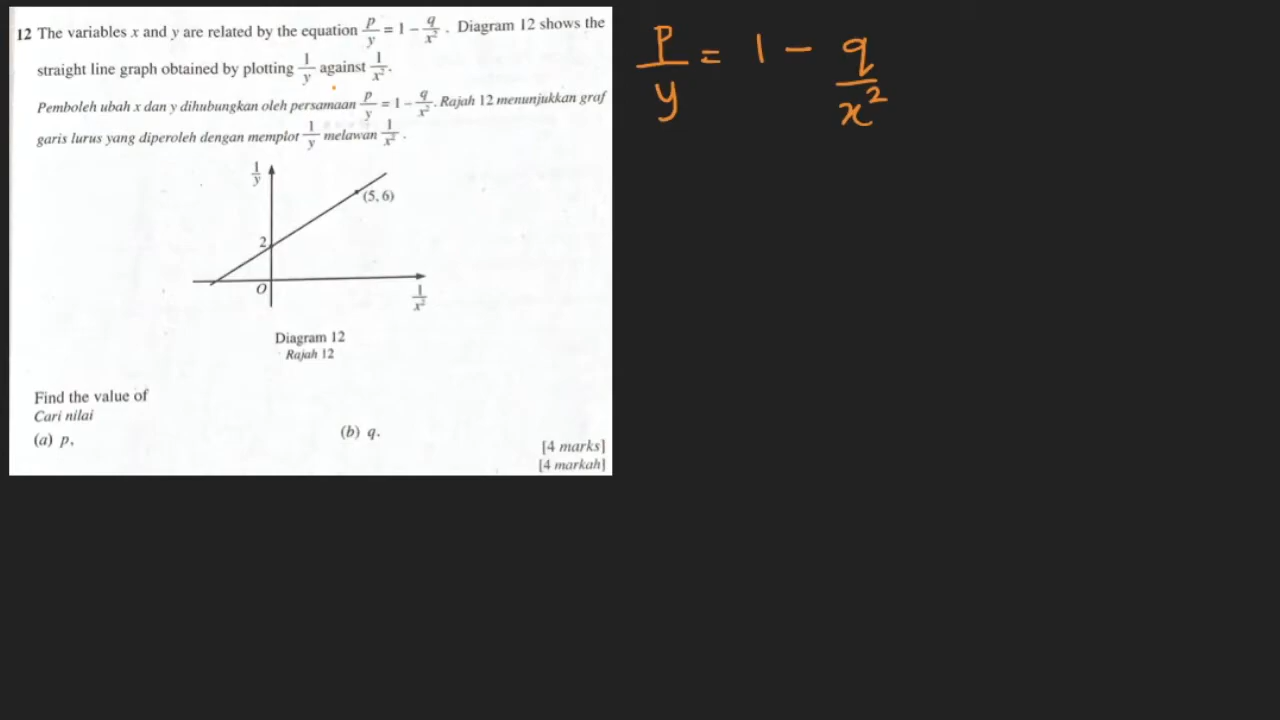 12 The variables x and y are related by the equation p/y = 1 − q/x². Diagram 12 shows the
straight line graph obtained by plotting 1/y against 1/x².
Pemboleh ubah x dan y dihubungkan oleh persamaan p/y = 1 − q/x². Rajah 12 menunjukkan graf
garis lurus yang diperoleh dengan memplot 1/y melawan 1/x².
1/y
(5, 6)
2
O
1/x²
Diagram 12
Rajah 12
Find the value of
Cari nilai
(a) p, (b) q.
[4 marks]
[4 markah]
p/y = 1 − q/x²